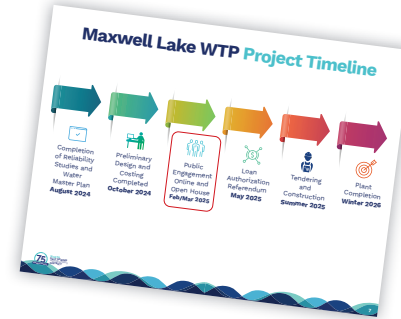 Maxwell Lake WTP Project Timeline
Completion
of Reliability
Studies and
Water
Master Plan
August 2024
Preliminary
Design and
Costing
Completed
October 2024
Public
Engagement
Online and
Open House
Feb/Mar 2025
Loan
Authorization
Referendum
May 2025
Tendering
and
Construction
Summer 2025
Plant
Completion
Winter 2026
75
7